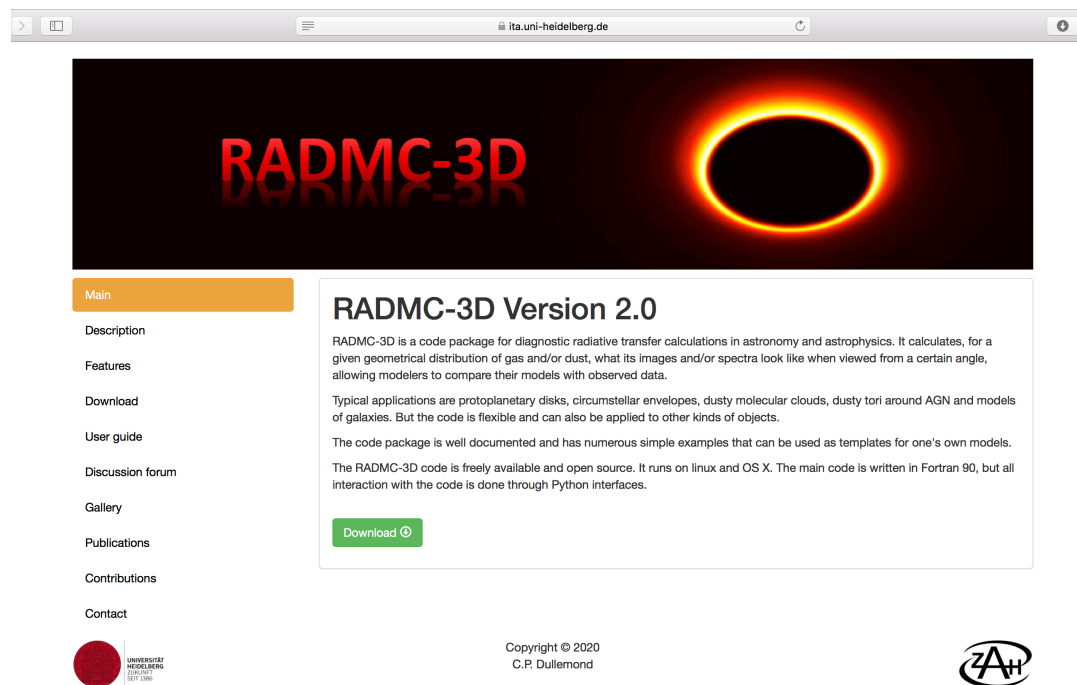 ita.uni-heidelberg.de
RADMC-3D
Main
Description
Features
Download
User guide
Discussion forum
Gallery
Publications
Contributions
Contact
RADMC-3D Version 2.0
RADMC-3D is a code package for diagnostic radiative transfer calculations in astronomy and astrophysics. It calculates, for a
given geometrical distribution of gas and/or dust, what its images and/or spectra look like when viewed from a certain angle,
allowing modelers to compare their models with observed data.
Typical applications are protoplanetary disks, circumstellar envelopes, dusty molecular clouds, dusty tori around AGN and models
of galaxies. But the code is flexible and can also be applied to other kinds of objects.
The code package is well documented and has numerous simple examples that can be used as templates for one's own models.
The RADMC-3D code is freely available and open source. It runs on linux and OS X. The main code is written in Fortran 90, but all
interaction with the code is done through Python interfaces.
Download
UNIVERSITÄT
HEIDELBERG
ZUKUNFT
SEIT 1386
Copyright © 2020
C.P. Dullemond
ZAH